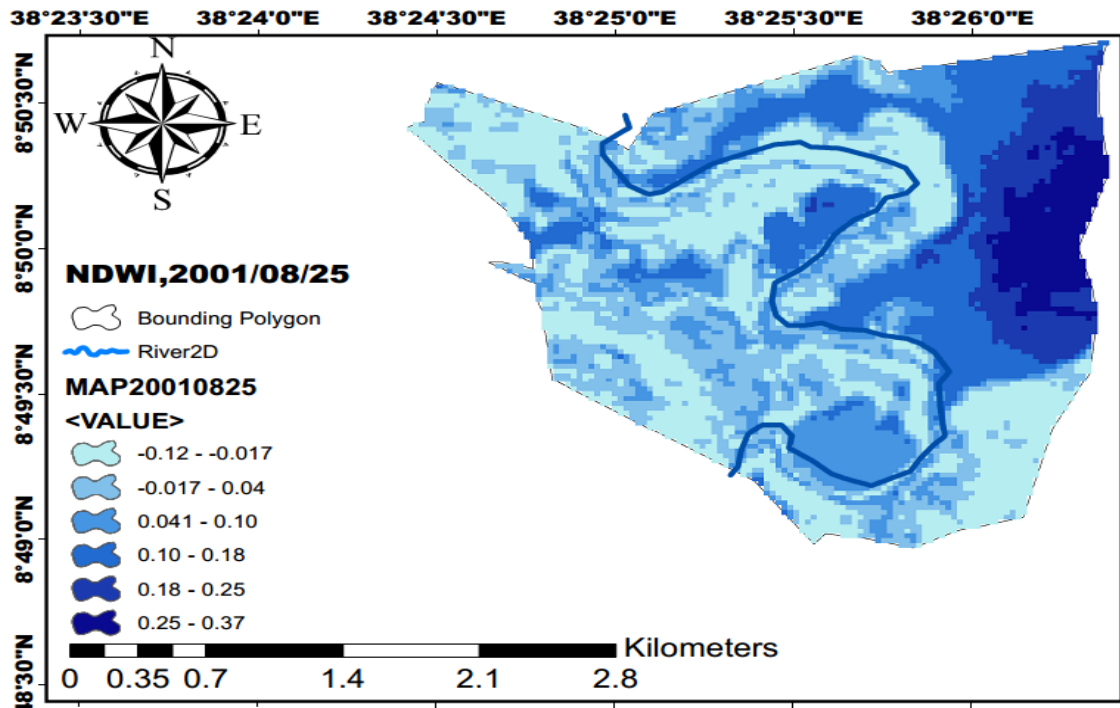 38°23'30"E 38°24'0"E 38°24'30"E 38°25'0"E 38°25'30"E 38°26'0"E
8°50'30"N
8°50'0"N
8°49'30"N
8°49'0"N
48'30"N
N
W E
S
NDWI,2001/08/25
Bounding Polygon
River2D
MAP20010825
<VALUE>
-0.12 - -0.017
-0.017 - 0.04
0.041 - 0.10
0.10 - 0.18
0.18 - 0.25
0.25 - 0.37
Kilometers
0 0.35 0.7 1.4 2.1 2.8